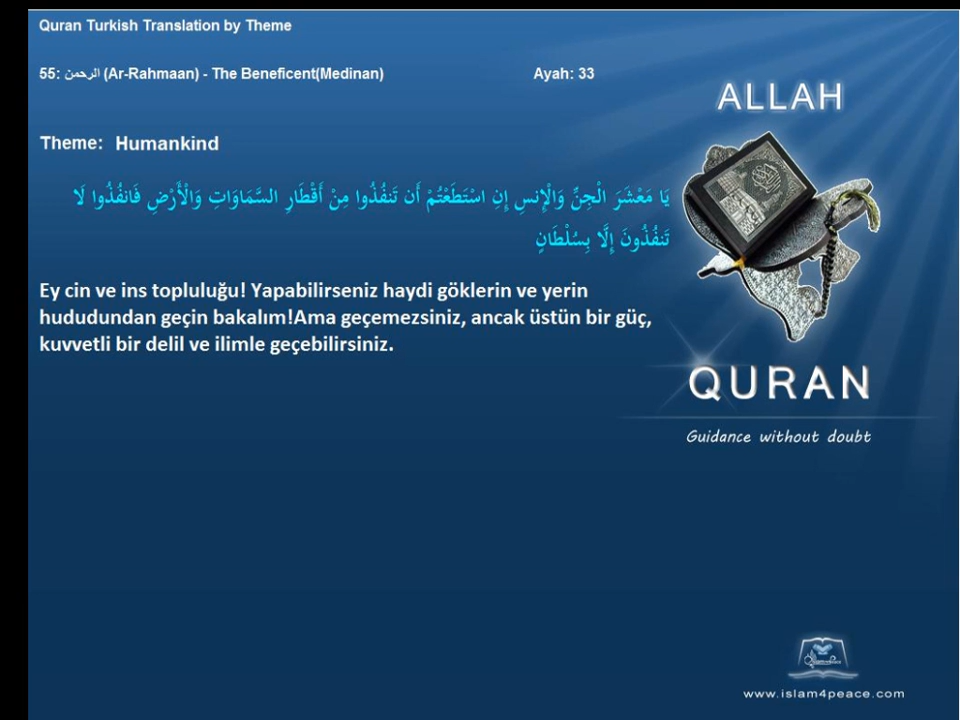 Quran Turkish Translation by Theme
55: الرحمن (Ar-Rahmaan) - The Beneficent(Medinan) Ayah: 33
ALLAH
Theme: Humankind
يَا مَعْشَرَ الْجِنِّ وَالْإِنسِ إِنِ اسْتَطَعْتُمْ أَن تَنفُذُوا مِنْ أَقْطَارِ السَّمَاوَاتِ وَالْأَرْضِ فَانفُذُوا لَا
تَنفُذُونَ إِلَّا بِسُلْطَانٍ
Ey cin ve ins topluluğu! Yapabilirseniz haydi göklerin ve yerin
hududundan geçin bakalım!Ama geçemezsiniz, ancak üstün bir güç,
kuvvetli bir delil ve ilimle geçebilirsiniz.
QURAN
Guidance without doubt
www.islam4peace.com